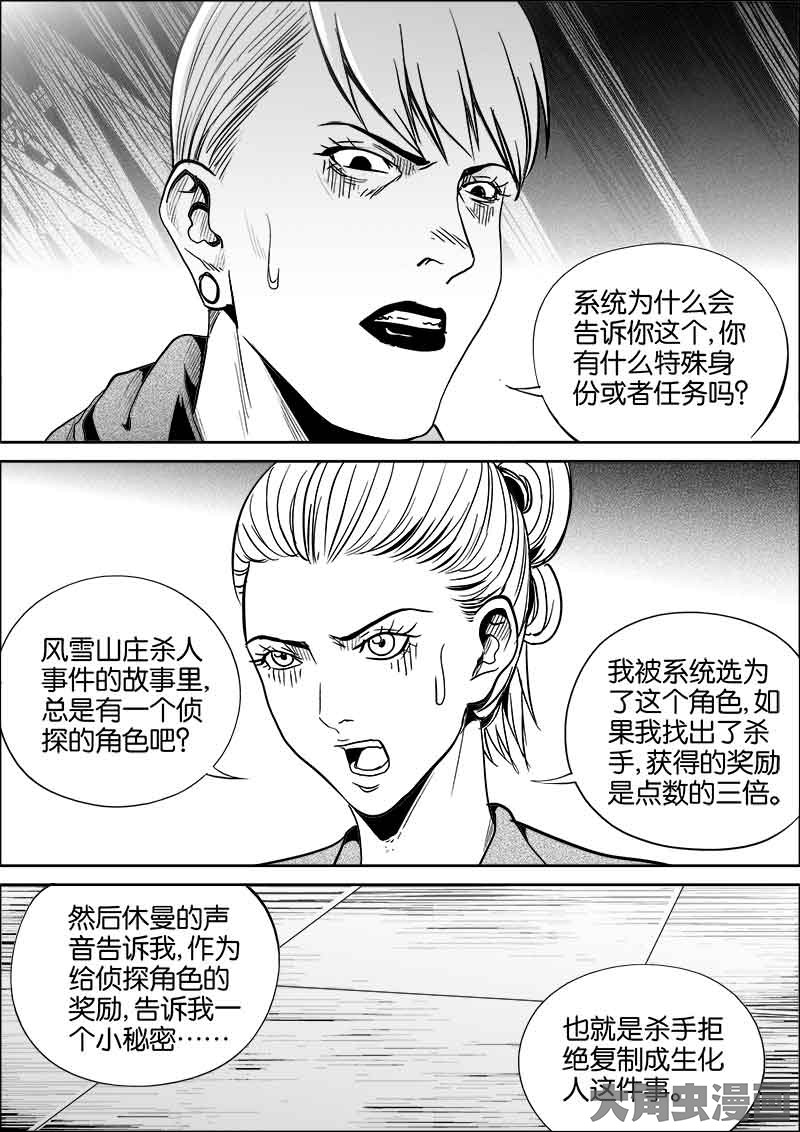 系统为什么会
告诉你这个,你
有什么特殊身
份或者任务吗?
风雪山庄杀人
事件的故事里,
总是有一个侦
探的角色吧?
我被系统选为
了这个角色,如
果我找出了杀
手,获得的奖励
是点数的三倍。
然后休曼的声
音告诉我,作为
给侦探角色的
奖励,告诉我一
个小秘密……
也就是杀手拒
绝复制成生化
人这件事。
大角虫漫画